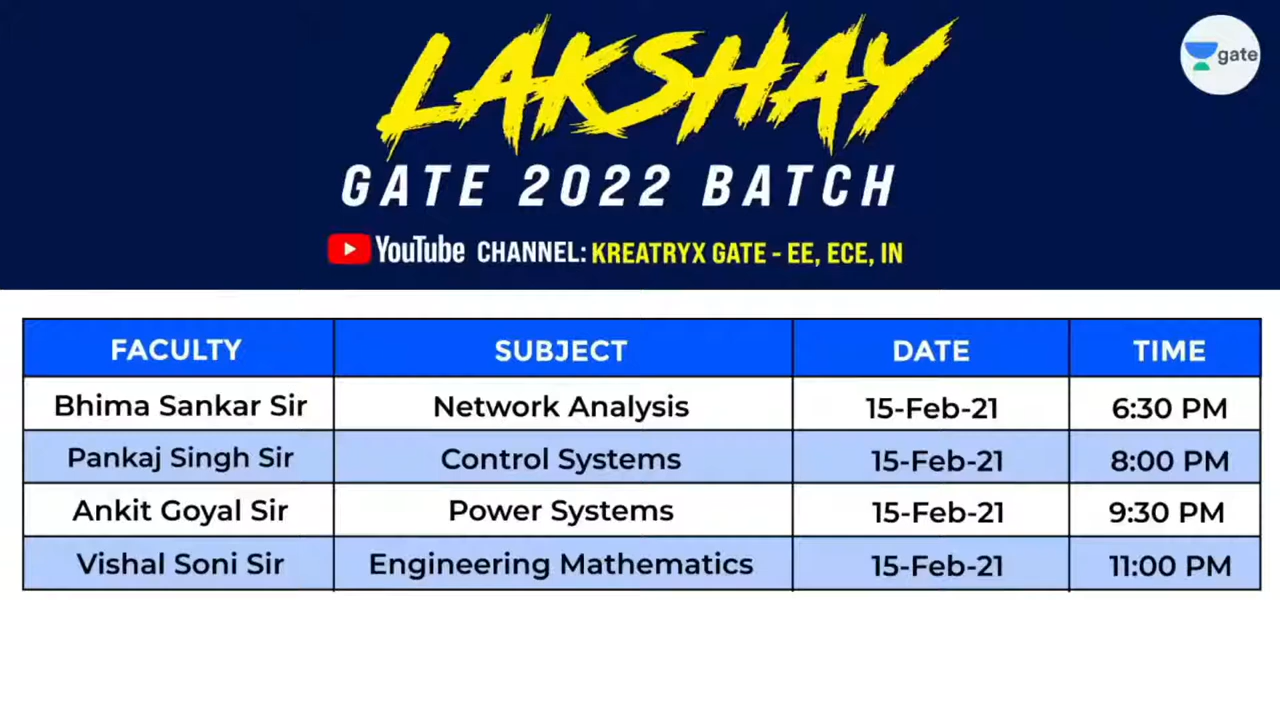 LAKSHAY
gate
GATE 2022 BATCH
YouTube CHANNEL: KREATRYX GATE - EE, ECE, IN
FACULTY SUBJECT DATE TIME
Bhima Sankar Sir Network Analysis 15-Feb-21 6:30 PM
Pankaj Singh Sir Control Systems 15-Feb-21 8:00 PM
Ankit Goyal Sir Power Systems 15-Feb-21 9:30 PM
Vishal Soni Sir Engineering Mathematics 15-Feb-21 11:00 PM